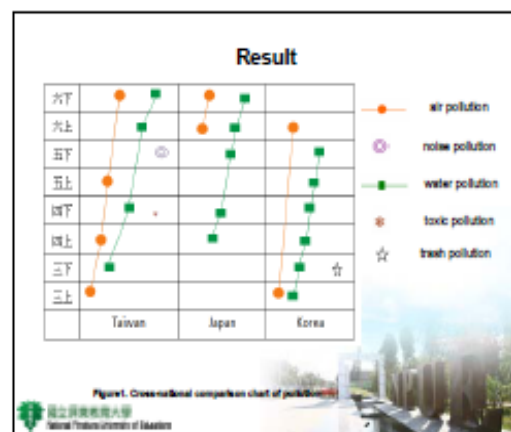 Result
六下
六上
五下
五上
四下
四上
三下
三上
Taiwan Japan Korea
air pollution
noise pollution
water pollution
toxic pollution
trash pollution
Figure1. Cross-national comparison chart of pollution
國立屏東教育大學
National Pingtung University of Education